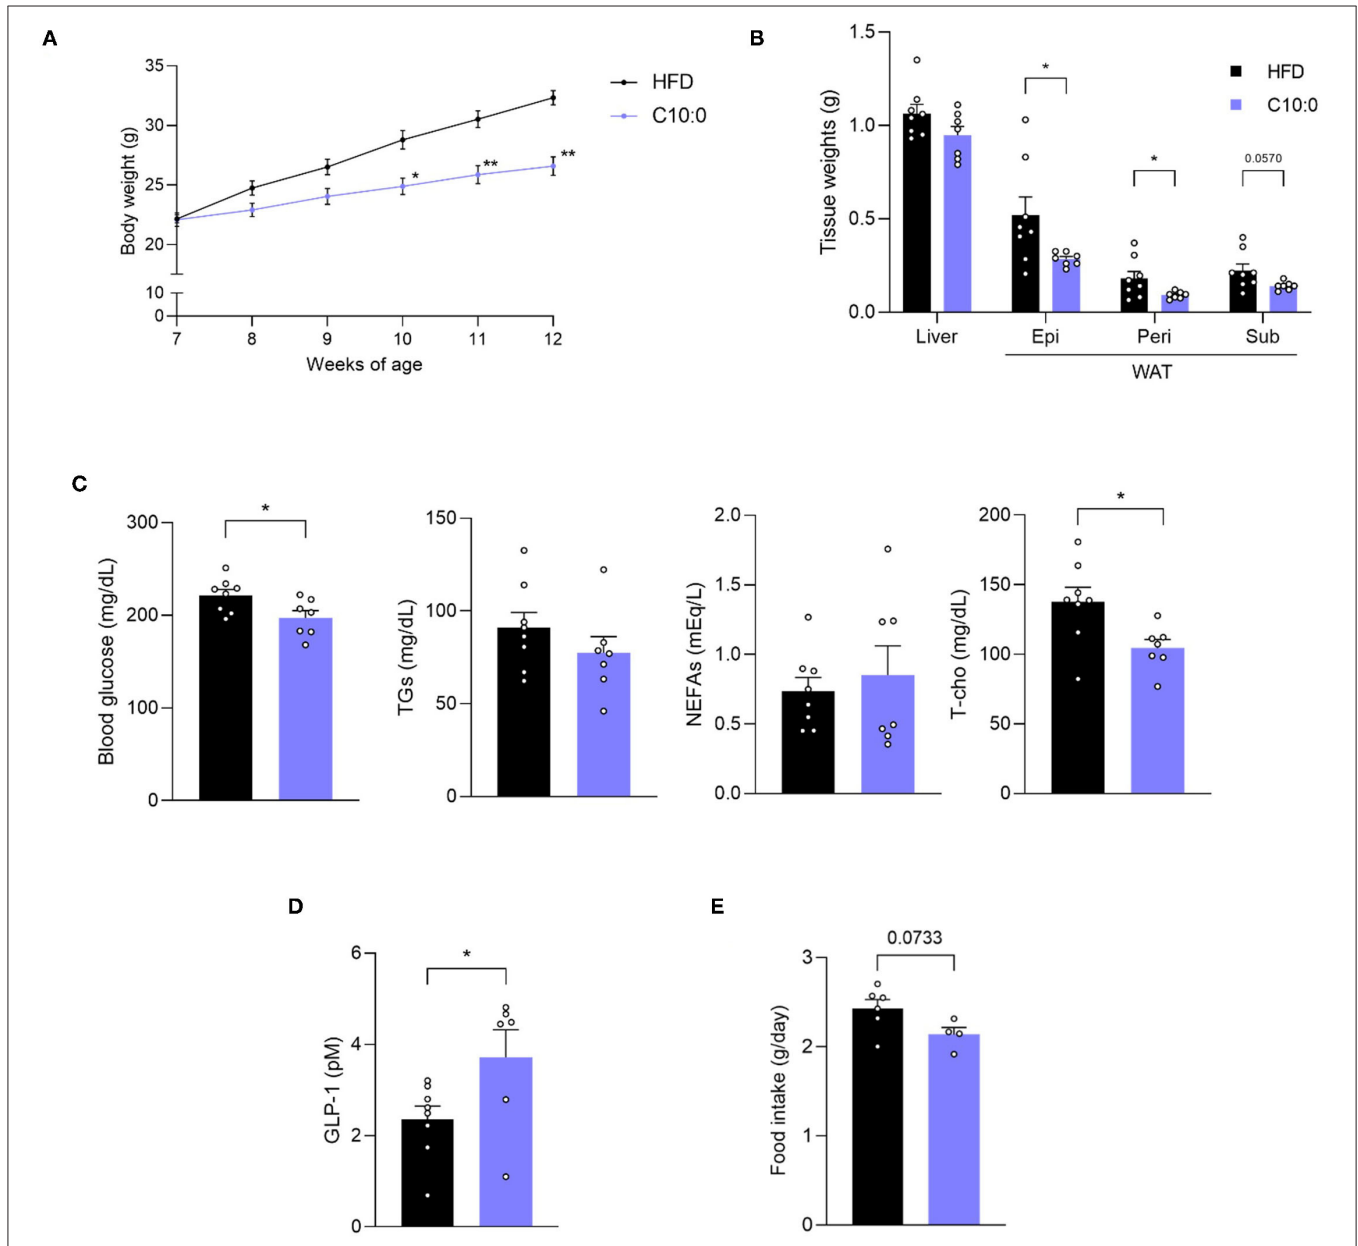 A
35
30
25
20
10
0
Body weight (g)
7 8 9 10 11 12
Weeks of age
HFD
C10:0
*
**
**
B
1.5
1.0
0.5
0.0
Tissue weights (g)
HFD
C10:0
*
*
0.0570
Liver Epi Peri Sub
WAT
C
300
200
100
0
Blood glucose (mg/dL)
*
150
100
50
0
TGs (mg/dL)
2.0
1.5
1.0
0.5
0.0
NEFAs (mEq/L)
200
150
100
50
0
T-cho (mg/dL)
*
D
6
4
2
0
GLP-1 (pM)
*
E
3
2
1
0
Food intake (g/day)
0.0733